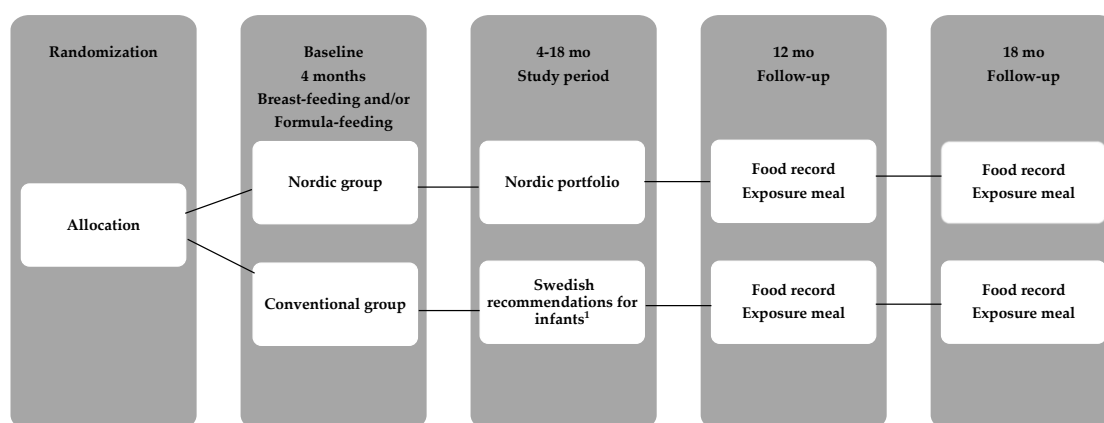 Randomization
Allocation
Baseline
4 months
Breast-feeding and/or
Formula-feeding
Nordic group
Conventional group
4-18 mo
Study period
Nordic portfolio
Swedish
recommendations for
infants¹
12 mo
Follow-up
Food record
Exposure meal
Food record
Exposure meal
18 mo
Follow-up
Food record
Exposure meal
Food record
Exposure meal